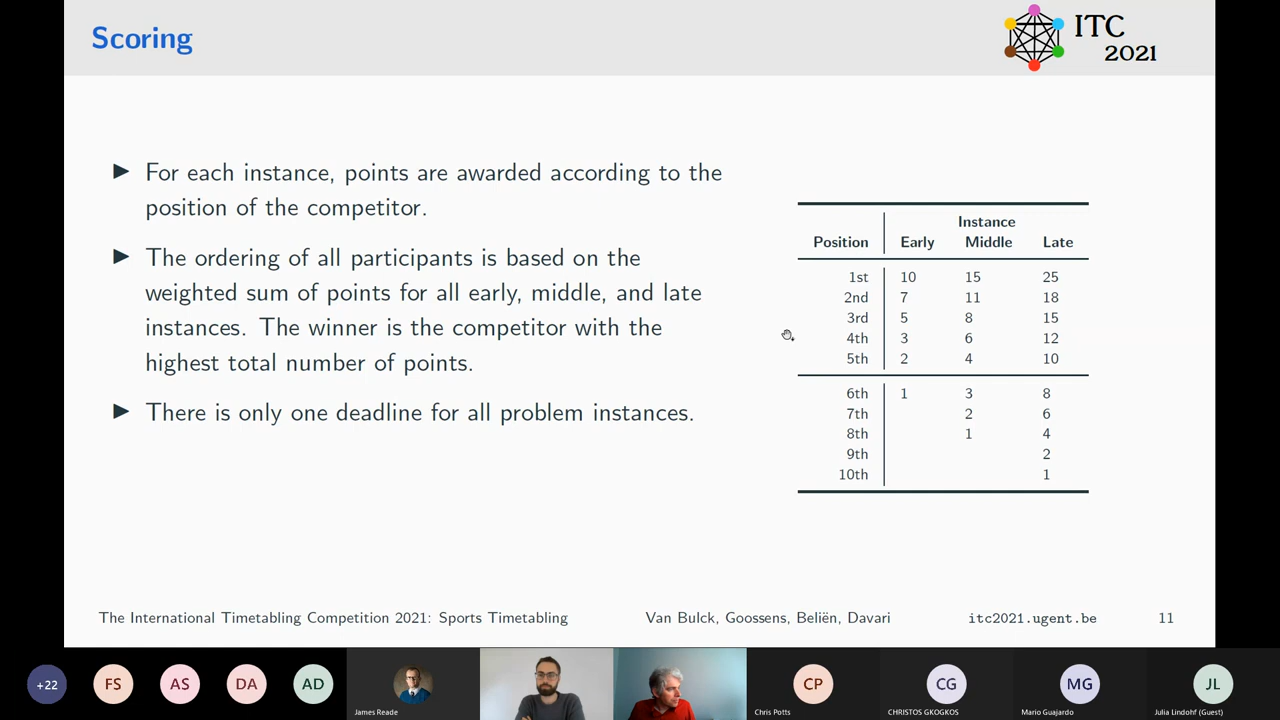 Scoring
ITC
2021
► For each instance, points are awarded according to the
position of the competitor.
► The ordering of all participants is based on the
weighted sum of points for all early, middle, and late
instances. The winner is the competitor with the
highest total number of points.
► There is only one deadline for all problem instances.
Instance
Position Early Middle Late
1st 10 15 25
2nd 7 11 18
3rd 5 8 15
4th 3 6 12
5th 2 4 10
6th 1 3 8
7th 2 6
8th 1 4
9th 2
10th 1
The International Timetabling Competition 2021: Sports Timetabling Van Bulck, Goossens, Beliën, Davari itc2021.ugent.be 11
+22 FS AS DA AD CP CG MG JL
James Reade Chris Potts CHRISTOS GKOGKOS Mario Guajardo Julia Lindohf (Guest)